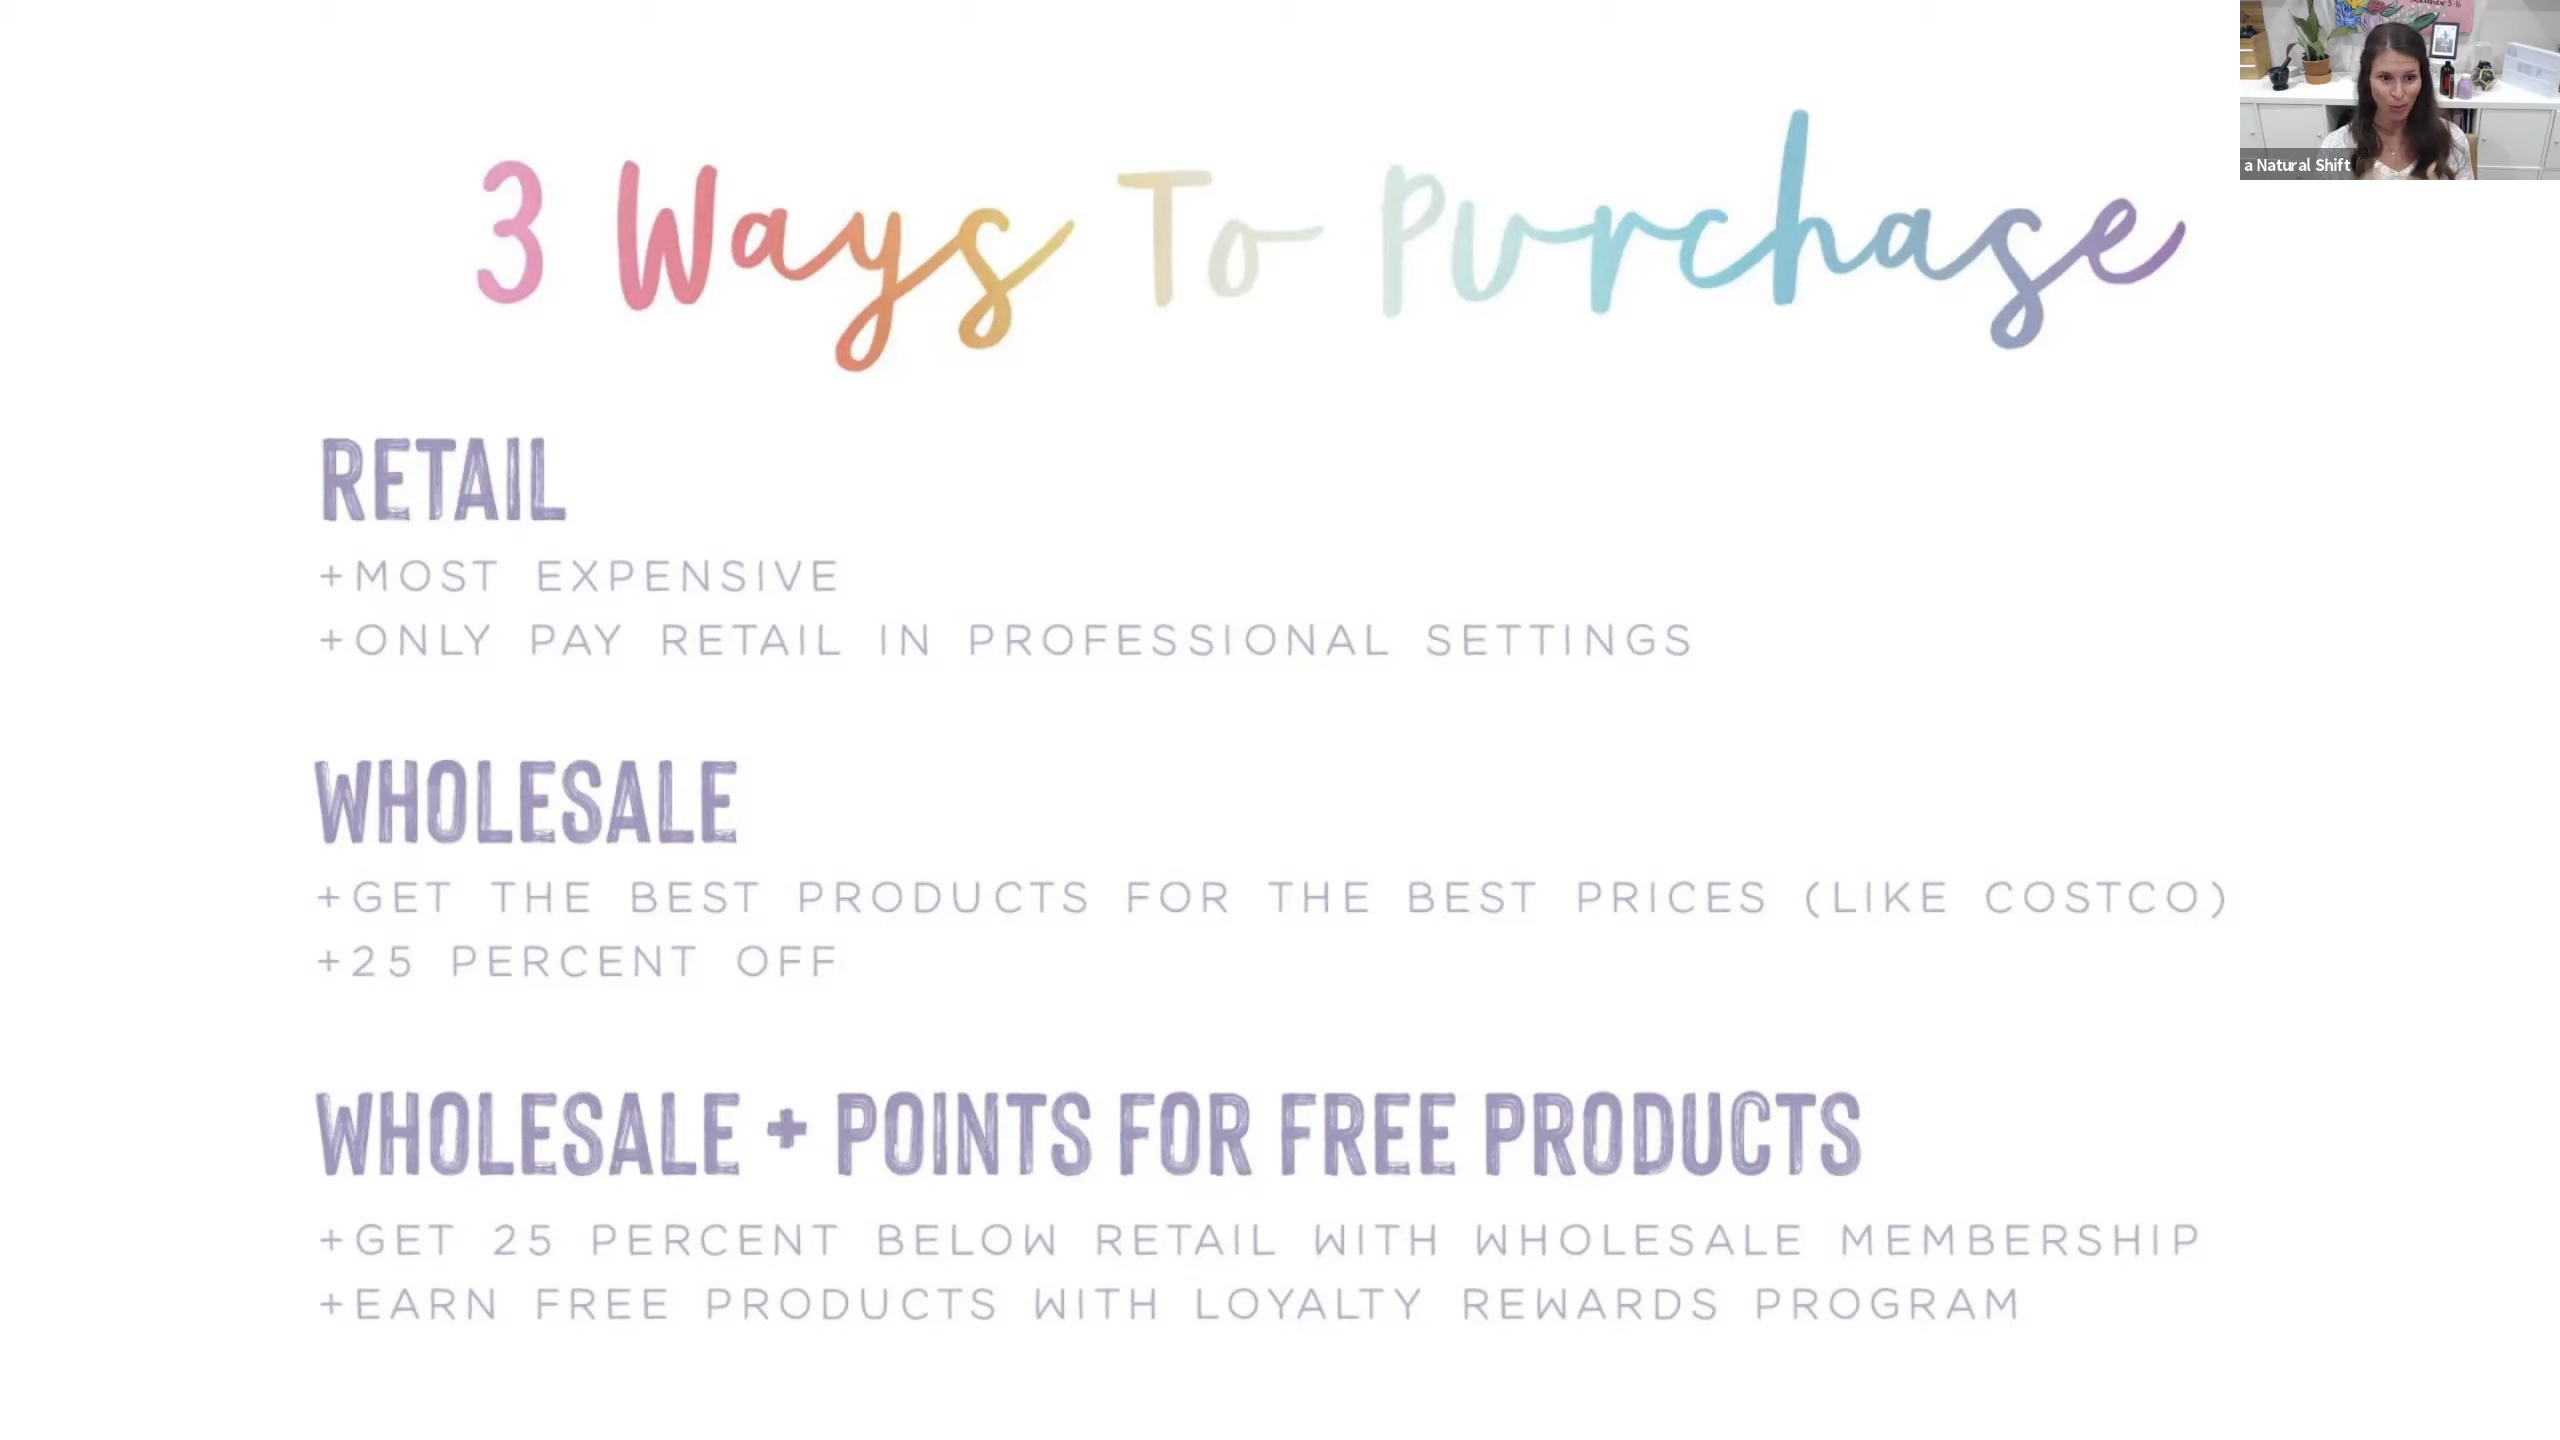 3 Ways To Purchase
a Natural Shift
RETAIL
+MOST EXPENSIVE
+ONLY PAY RETAIL IN PROFESSIONAL SETTINGS
WHOLESALE
+GET THE BEST PRODUCTS FOR THE BEST PRICES (LIKE COSTCO)
+25 PERCENT OFF
WHOLESALE + POINTS FOR FREE PRODUCTS
+GET 25 PERCENT BELOW RETAIL WITH WHOLESALE MEMBERSHIP
+EARN FREE PRODUCTS WITH LOYALTY REWARDS PROGRAM